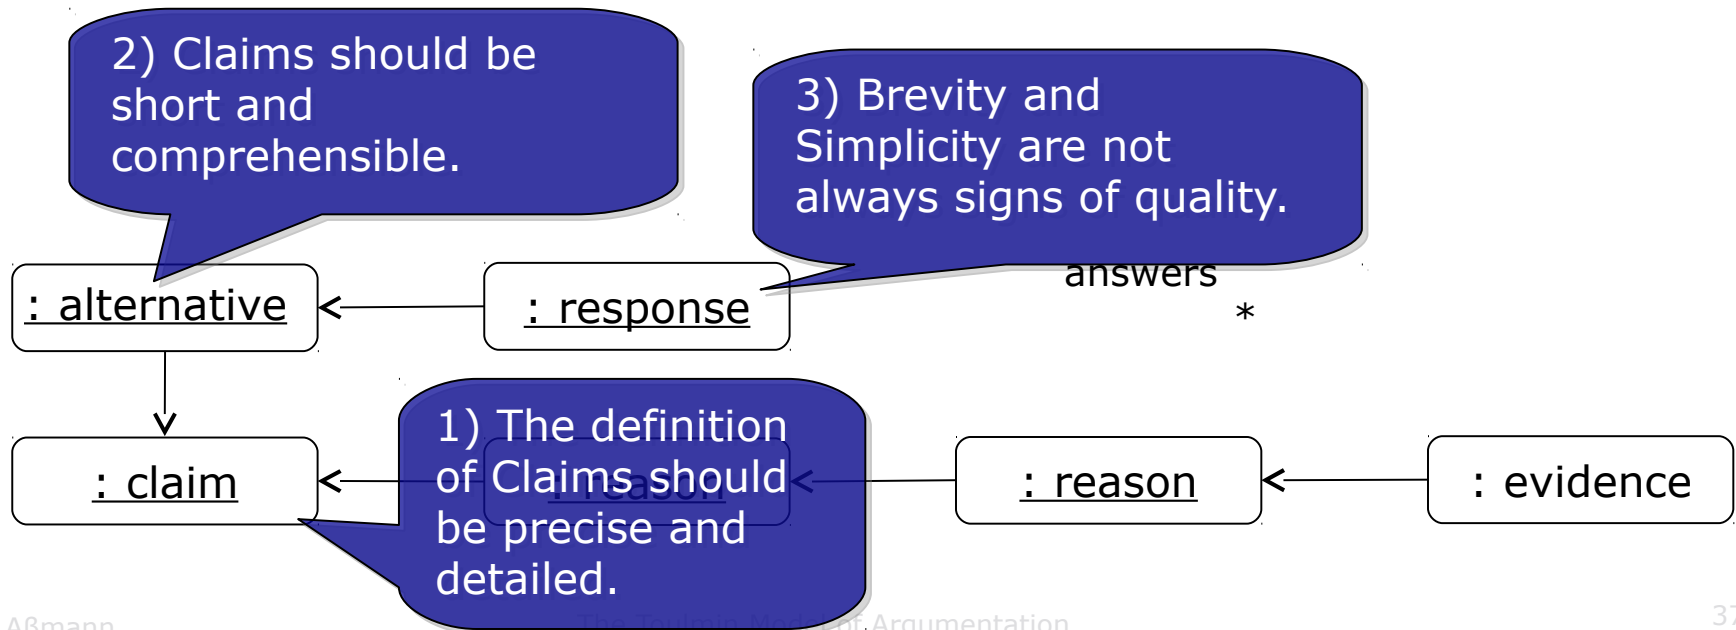 2) Claims should be
short and
comprehensible.
3) Brevity and
Simplicity are not
always signs of quality.
answers
*
: alternative
: response
1) The definition
of Claims should
be precise and
detailed.
: claim
: reason
: reason
: evidence
Aßmann
The Toulmin Model of Argumentation
37